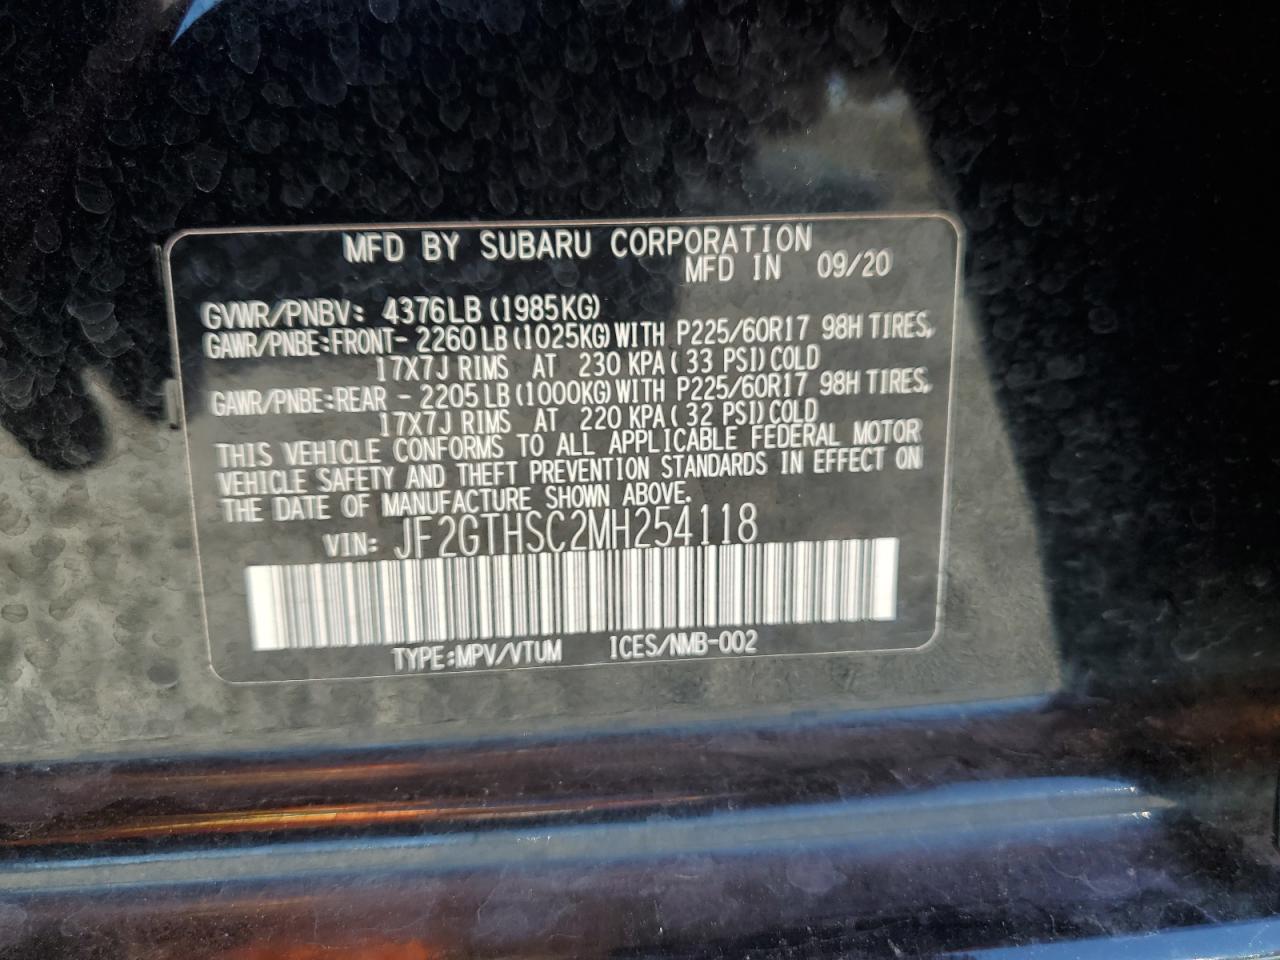 MFD BY SUBARU CORPORATION
MFD IN 09/20
GVWR/PNBV: 4376LB (1985KG)
GAWR/PNBE:FRONT- 2260 LB (1025KG) WITH P225/60R17 98H TIRES,
17X7J RIMS AT 230 KPA ( 33 PSI) COLD
GAWR/PNBE:REAR - 2205 LB (1000KG) WITH P225/60R17 98H TIRES,
17X7J RIMS AT 220 KPA ( 32 PSI) COLD
THIS VEHICLE CONFORMS TO ALL APPLICABLE FEDERAL MOTOR
VEHICLE SAFETY AND THEFT PREVENTION STANDARDS IN EFFECT ON
THE DATE OF MANUFACTURE SHOWN ABOVE.
VIN: JF2GTHSC2MH254118
TYPE:MPV/VTUM ICES/NMB-002